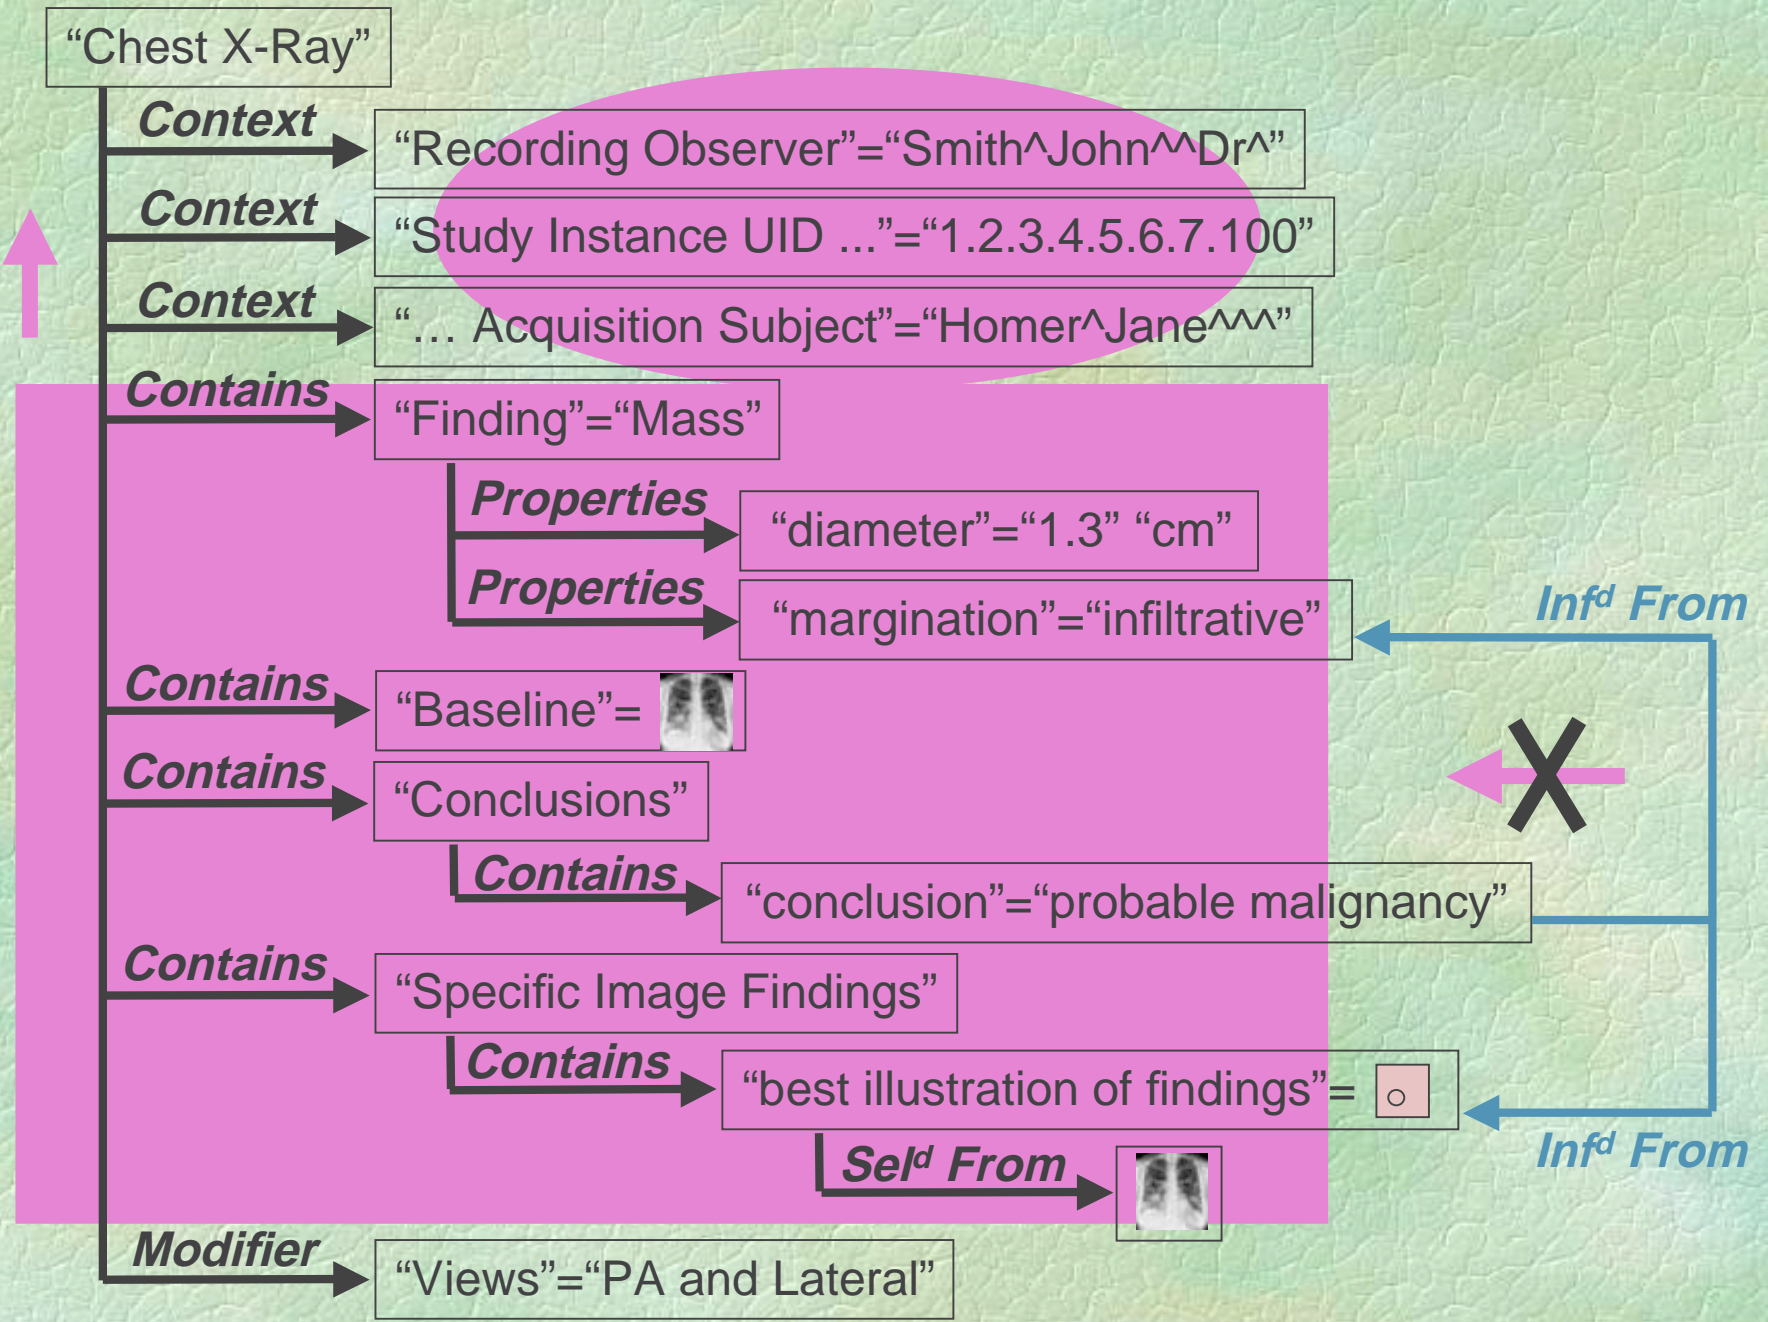 “Chest X-Ray”
Context
“Recording Observer”=“Smith^John^^Dr^”
Context
“Study Instance UID ...”=“1.2.3.4.5.6.7.100”
Context
“… Acquisition Subject”=“Homer^Jane^^^”
Contains
“Finding”=“Mass”
Properties
“diameter”=“1.3” “cm”
Properties
“margination”=“infiltrative”
Infd From
Contains
“Baseline”=
Contains
“Conclusions”
Contains
“conclusion”=“probable malignancy”
Contains
“Specific Image Findings”
Contains
“best illustration of findings”=
Infd From
Seld From
Modifier
“Views”=“PA and Lateral”